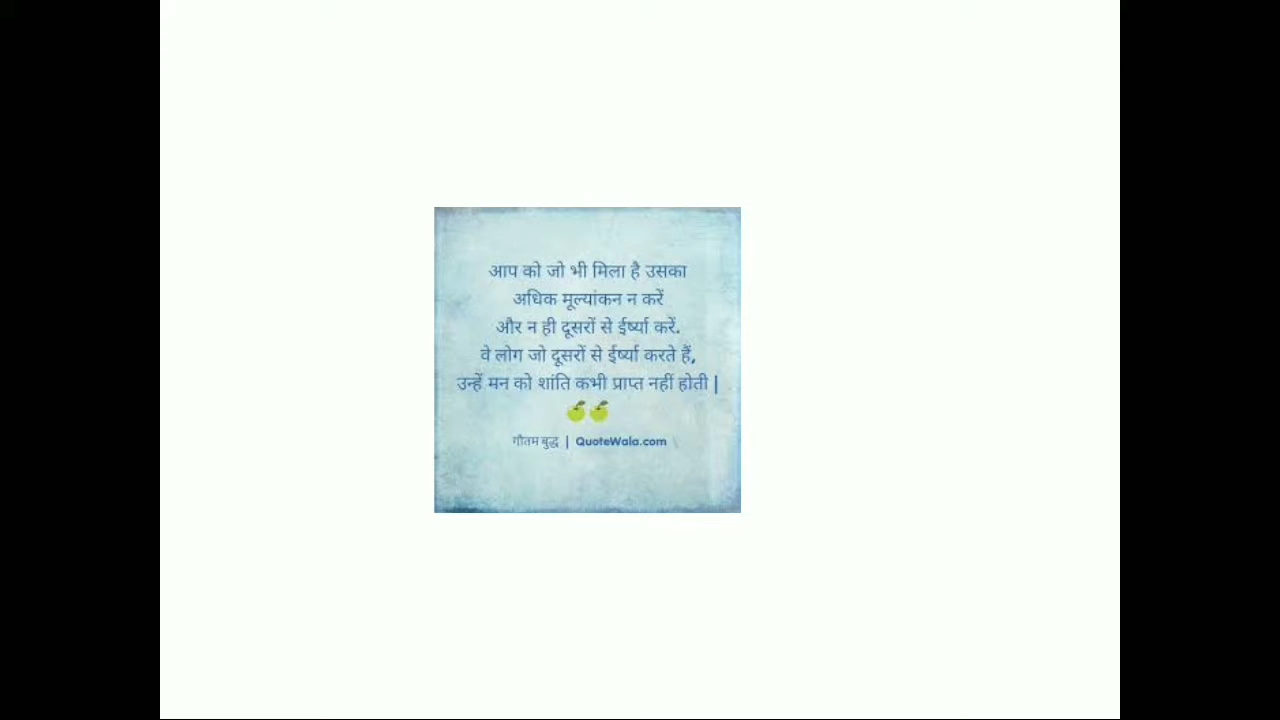 आप को जो भी मिला है उसका
अधिक मूल्यांकन न करें
और न ही दूसरों से ईर्ष्या करें.
वे लोग जो दूसरों से ईर्ष्या करते हैं,
उन्हें मन को शांति कभी प्राप्त नहीं होती |
गौतम बुद्ध | QuoteWala.com